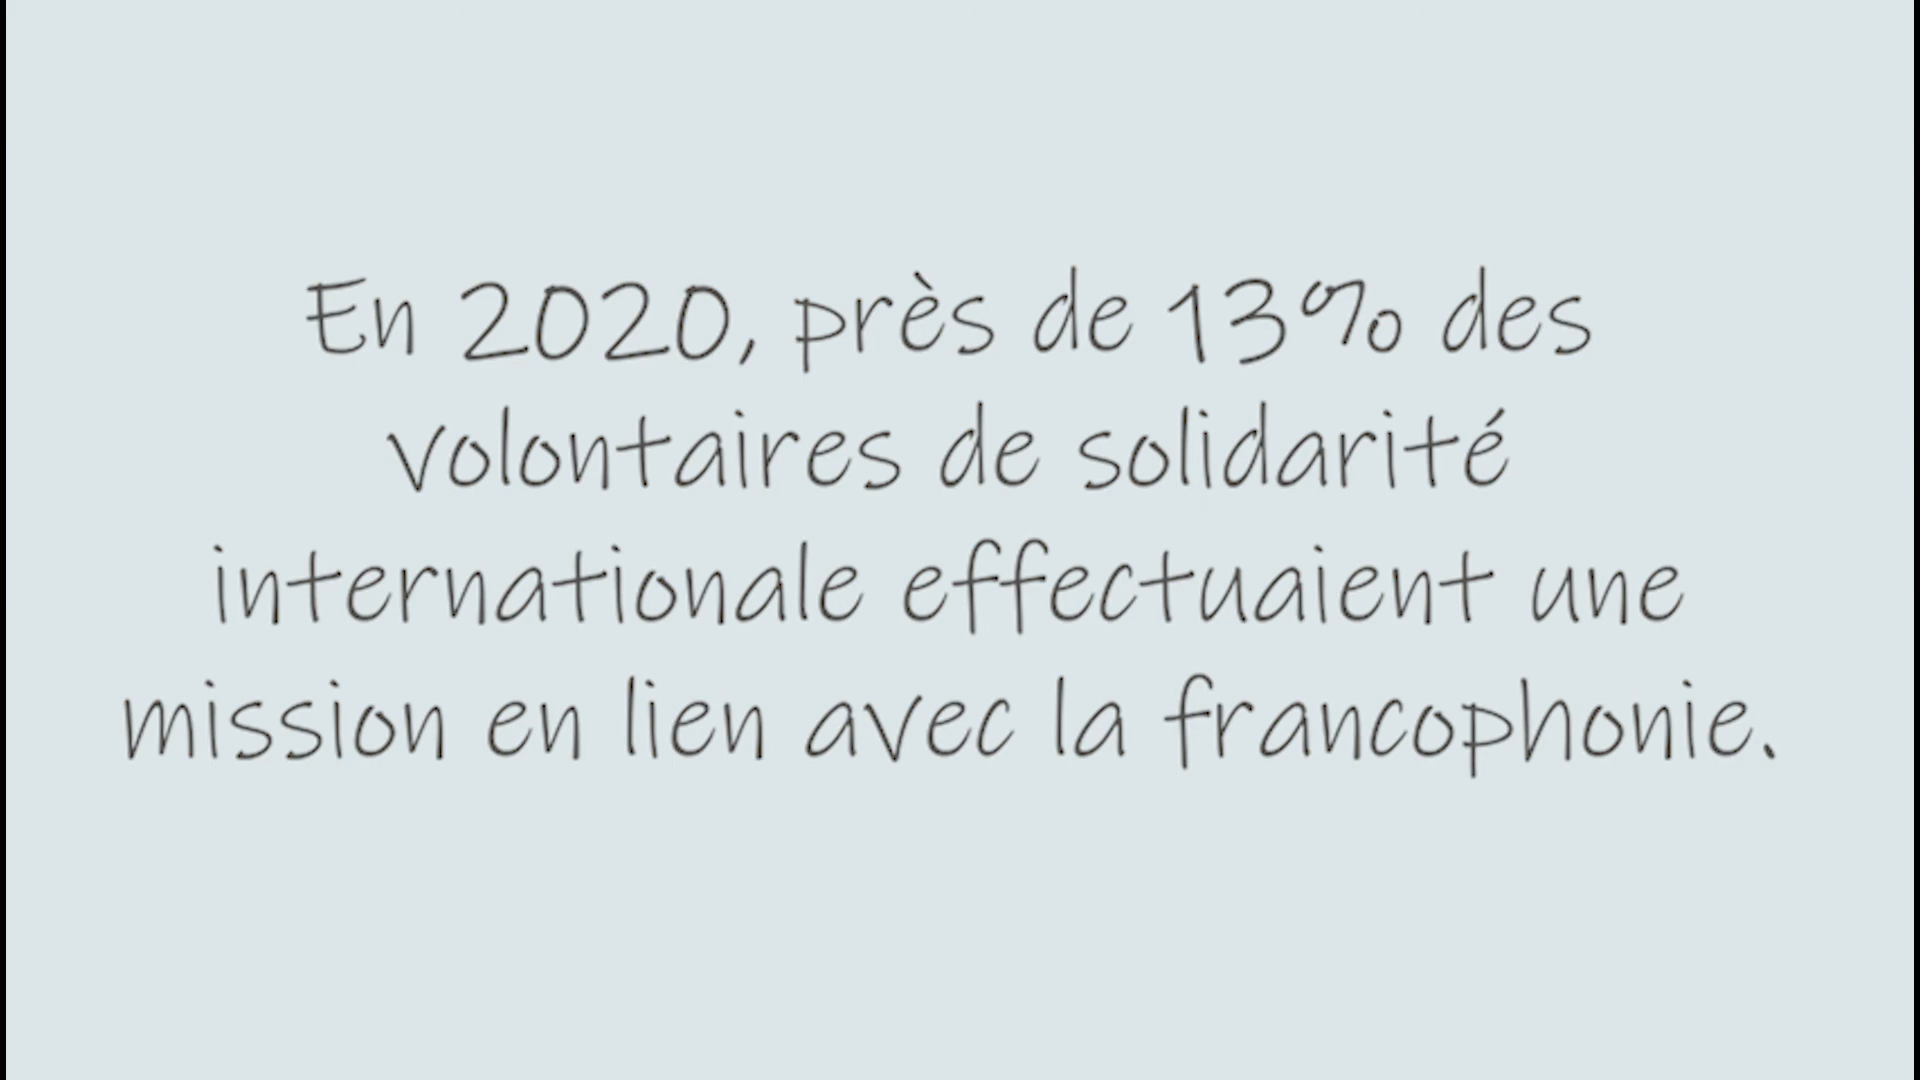 En 2020, près de 13% des
volontaires de solidarité
internationale effectuaient une
mission en lien avec la francophonie.